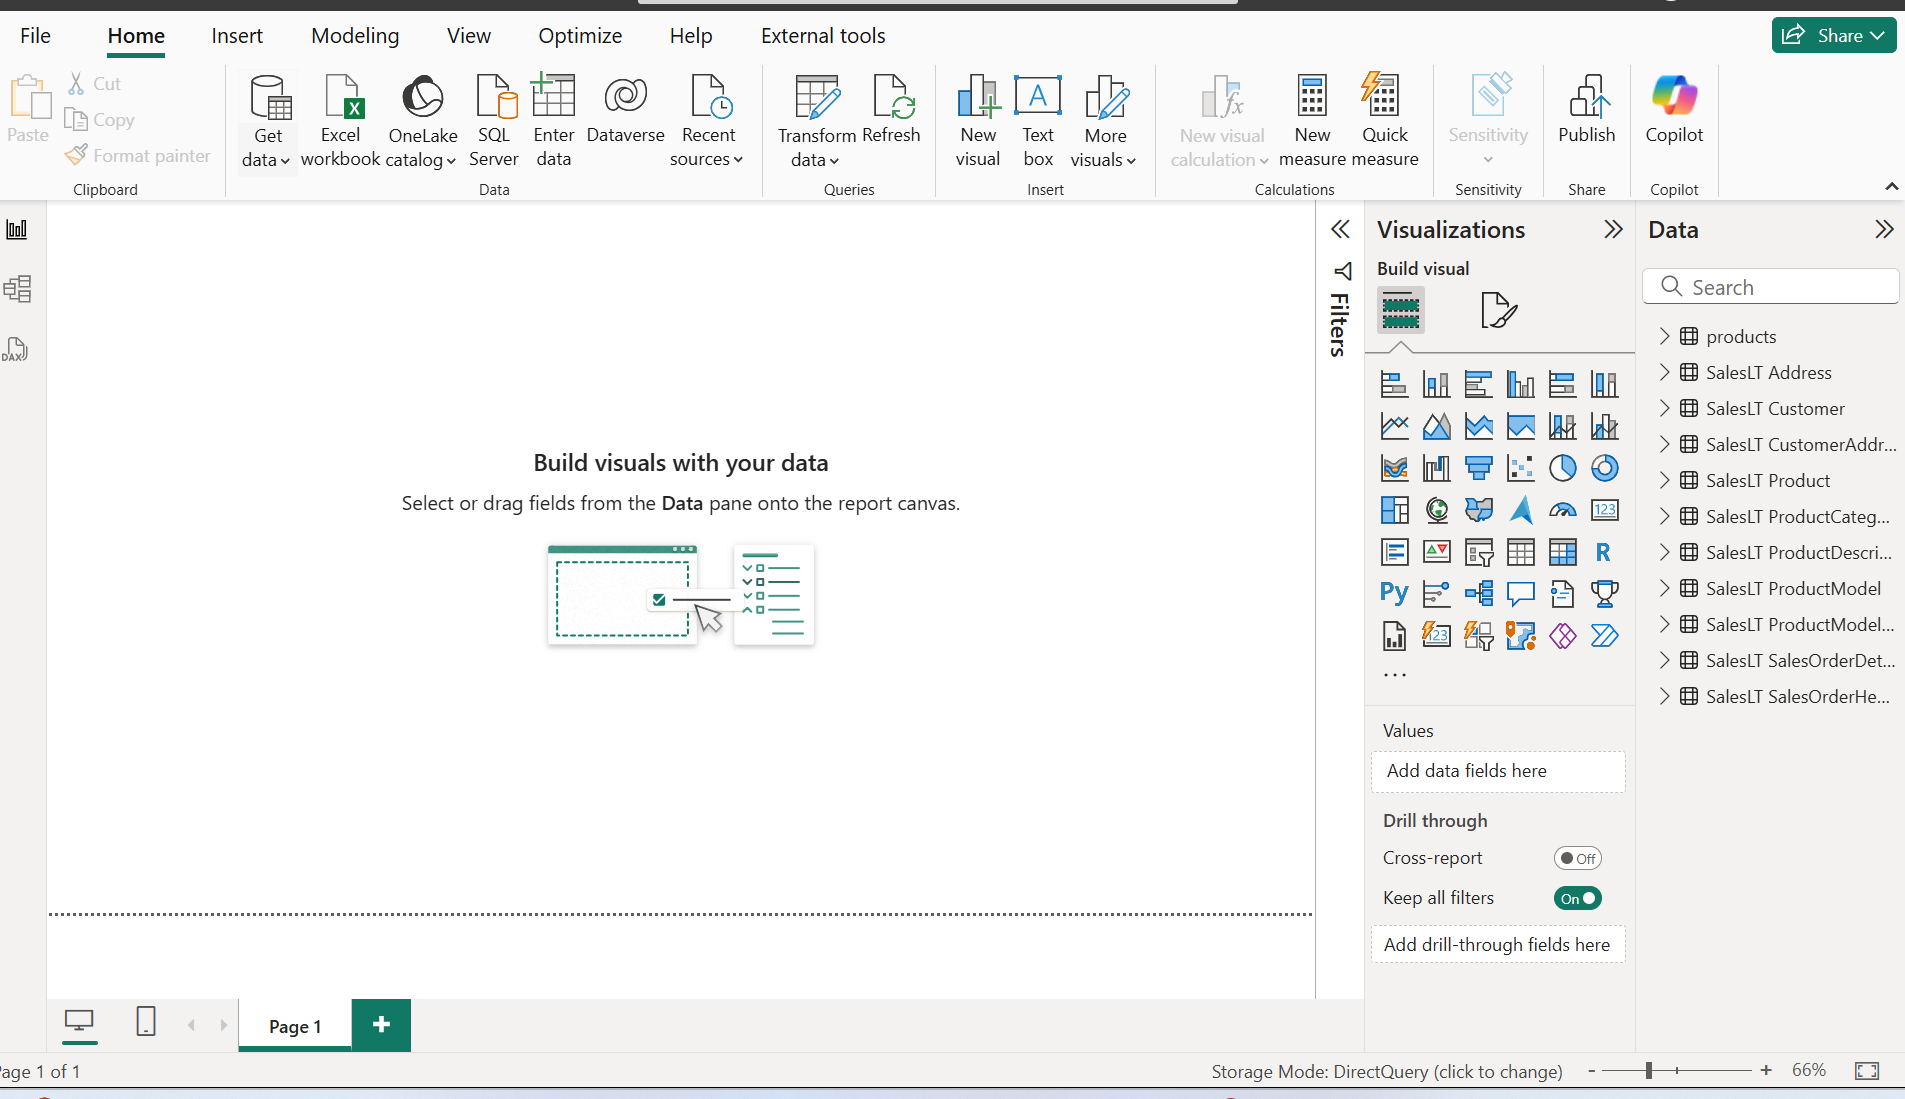 File Home Insert Modeling View Optimize Help External tools Share
Paste
Cut
Copy
Format painter
Clipboard
Get data
Excel workbook
OneLake catalog
SQL Server
Enter data
Dataverse
Recent sources
Data
Transform data
Refresh
Queries
New visual
A
Text box
More visuals
Insert
New visual calculation
New measure
Quick measure
Calculations
Sensitivity
Sensitivity
Publish
Share
Copilot
Copilot
DAX
Build visuals with your data
Select or drag fields from the Data pane onto the report canvas.
Filters
Visualizations
Build visual
123
R
Py
123
...
Values
Add data fields here
Drill through
Cross-report Off
Keep all filters On
Add drill-through fields here
Data
Search
products
SalesLT Address
SalesLT Customer
SalesLT CustomerAddr...
SalesLT Product
SalesLT ProductCateg...
SalesLT ProductDescri...
SalesLT ProductModel
SalesLT ProductModel...
SalesLT SalesOrderDet...
SalesLT SalesOrderHe...
Page 1 +
age 1 of 1
Storage Mode: DirectQuery (click to change) - + 66%